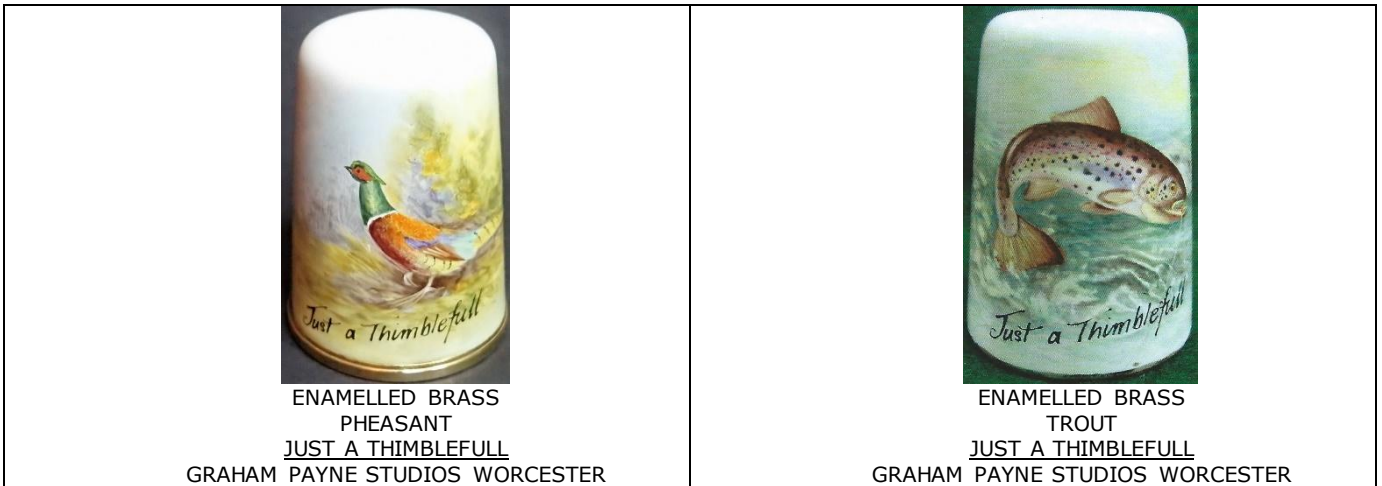 Just a Thimblefull
ENAMELLED BRASS
PHEASANT
JUST A THIMBLEFULL
GRAHAM PAYNE STUDIOS WORCESTER
Just a Thimblefull
ENAMELLED BRASS
TROUT
JUST A THIMBLEFULL
GRAHAM PAYNE STUDIOS WORCESTER